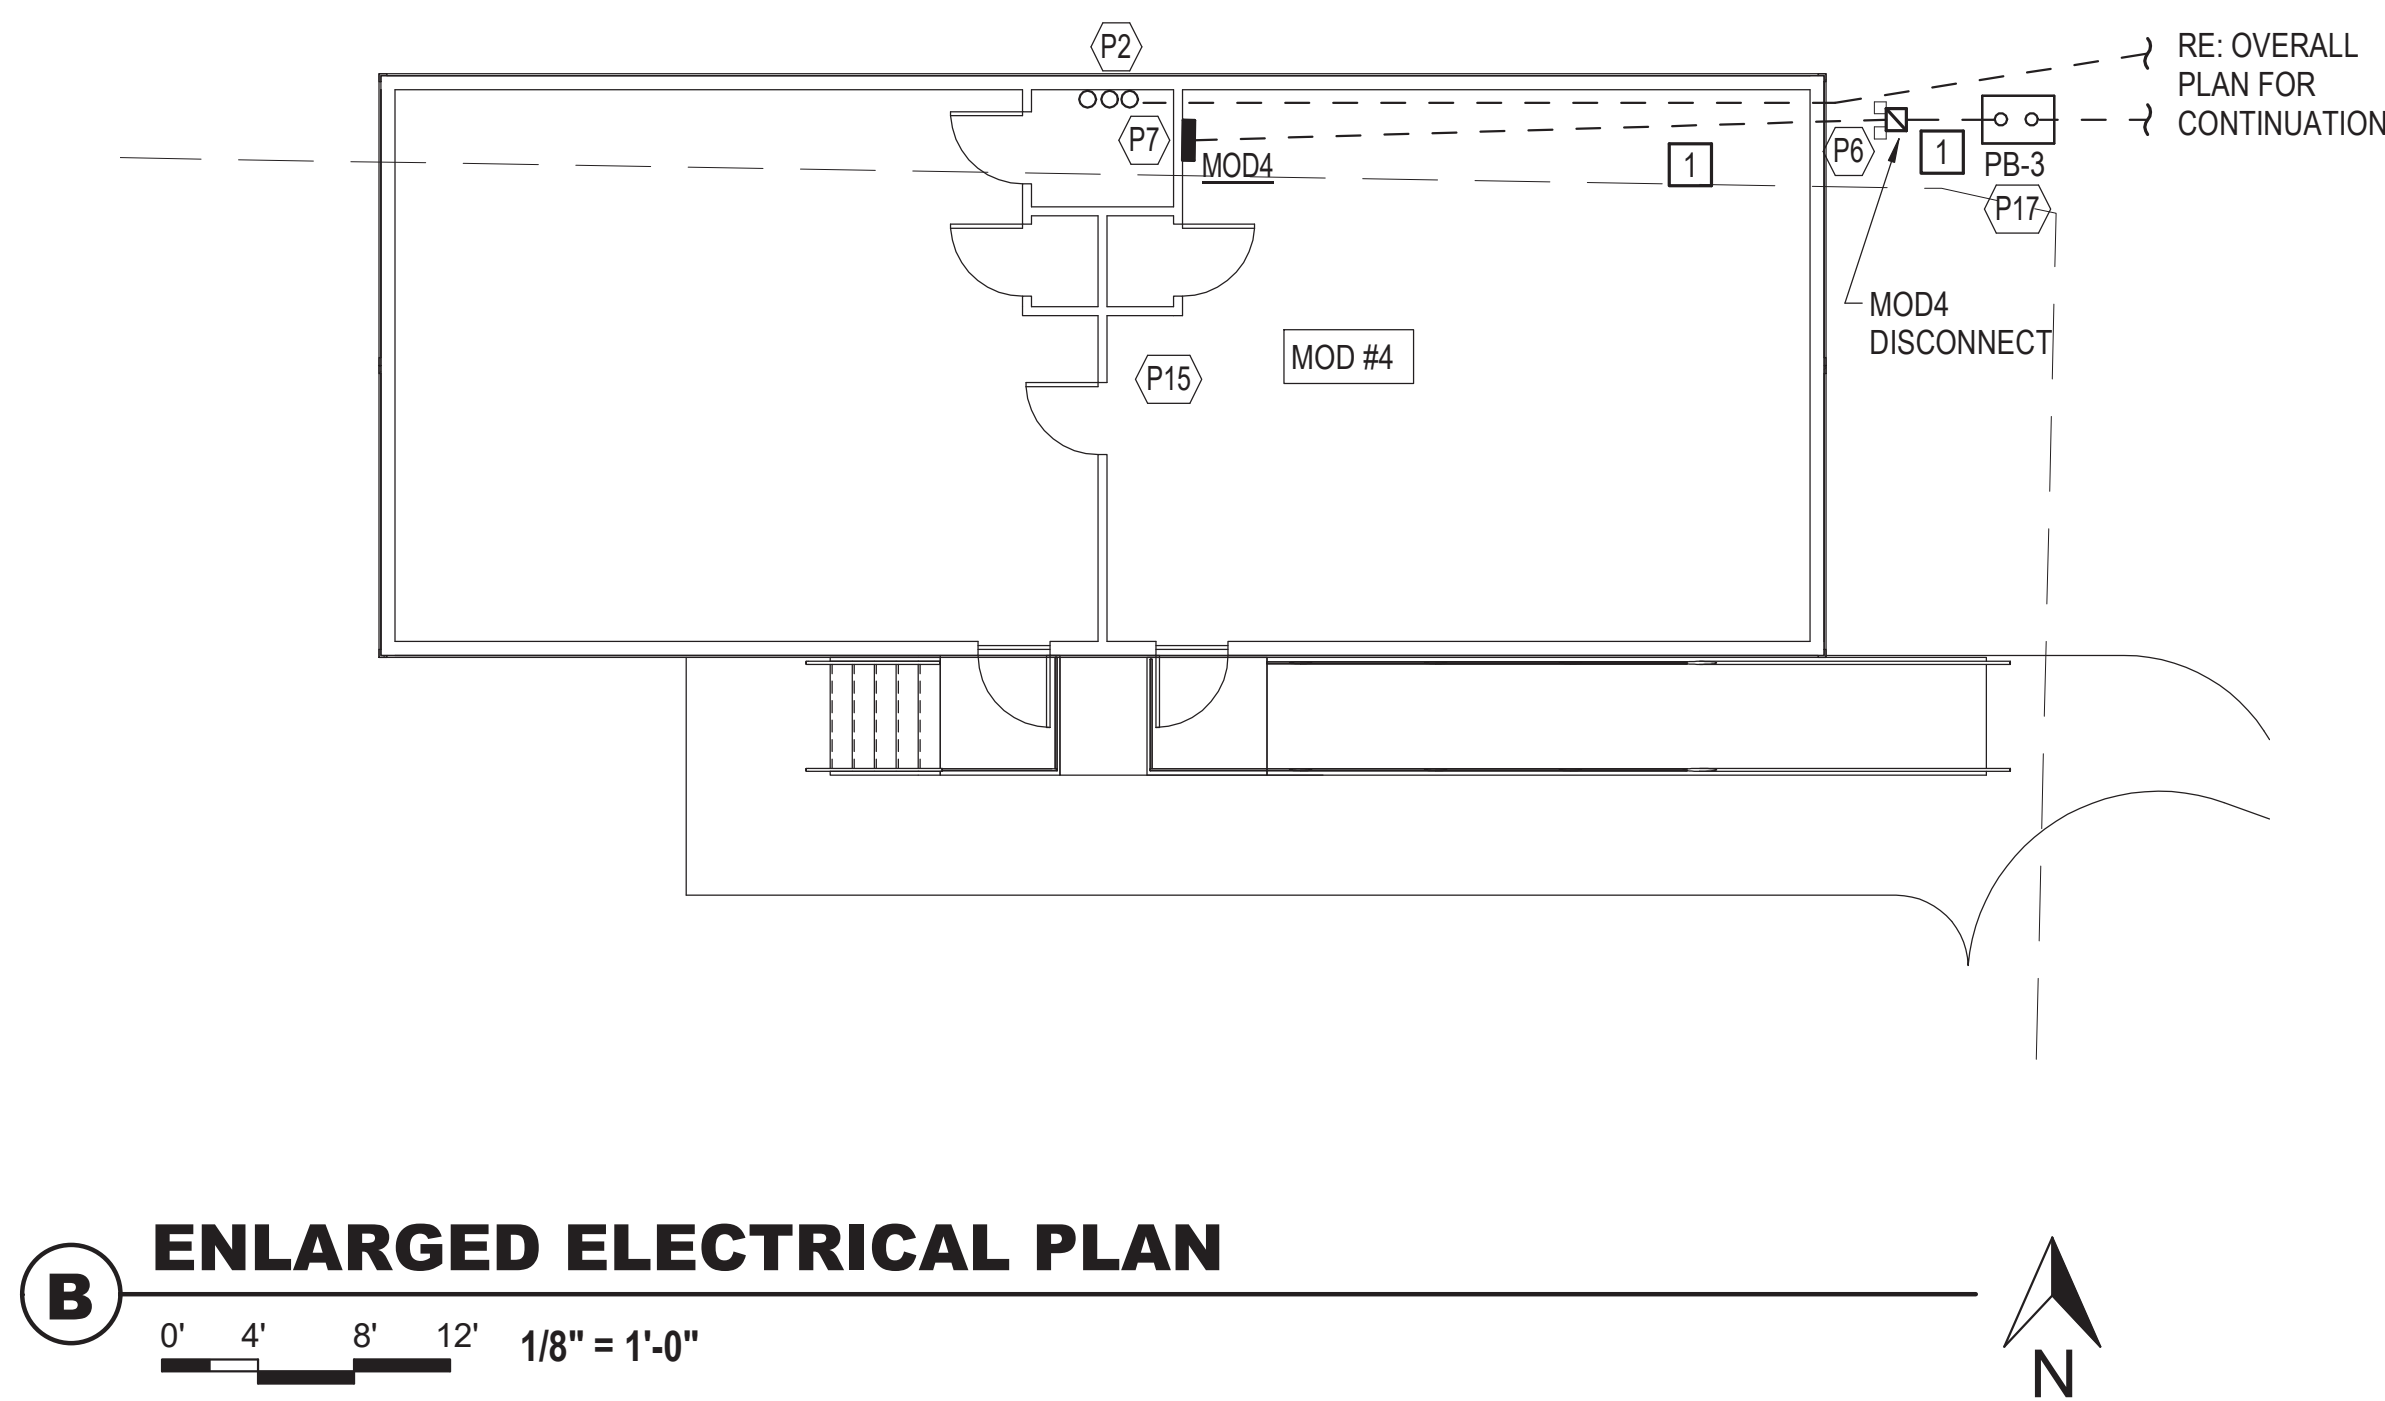 P2
RE: OVERALL
PLAN FOR
CONTINUATION
P7
MOD4
1
P6
1
PB-3
P17
MOD4
DISCONNECT
MOD #4
P15
ENLARGED ELECTRICAL PLAN
B
0' 4' 8' 12'
1/8" = 1'-0"
N